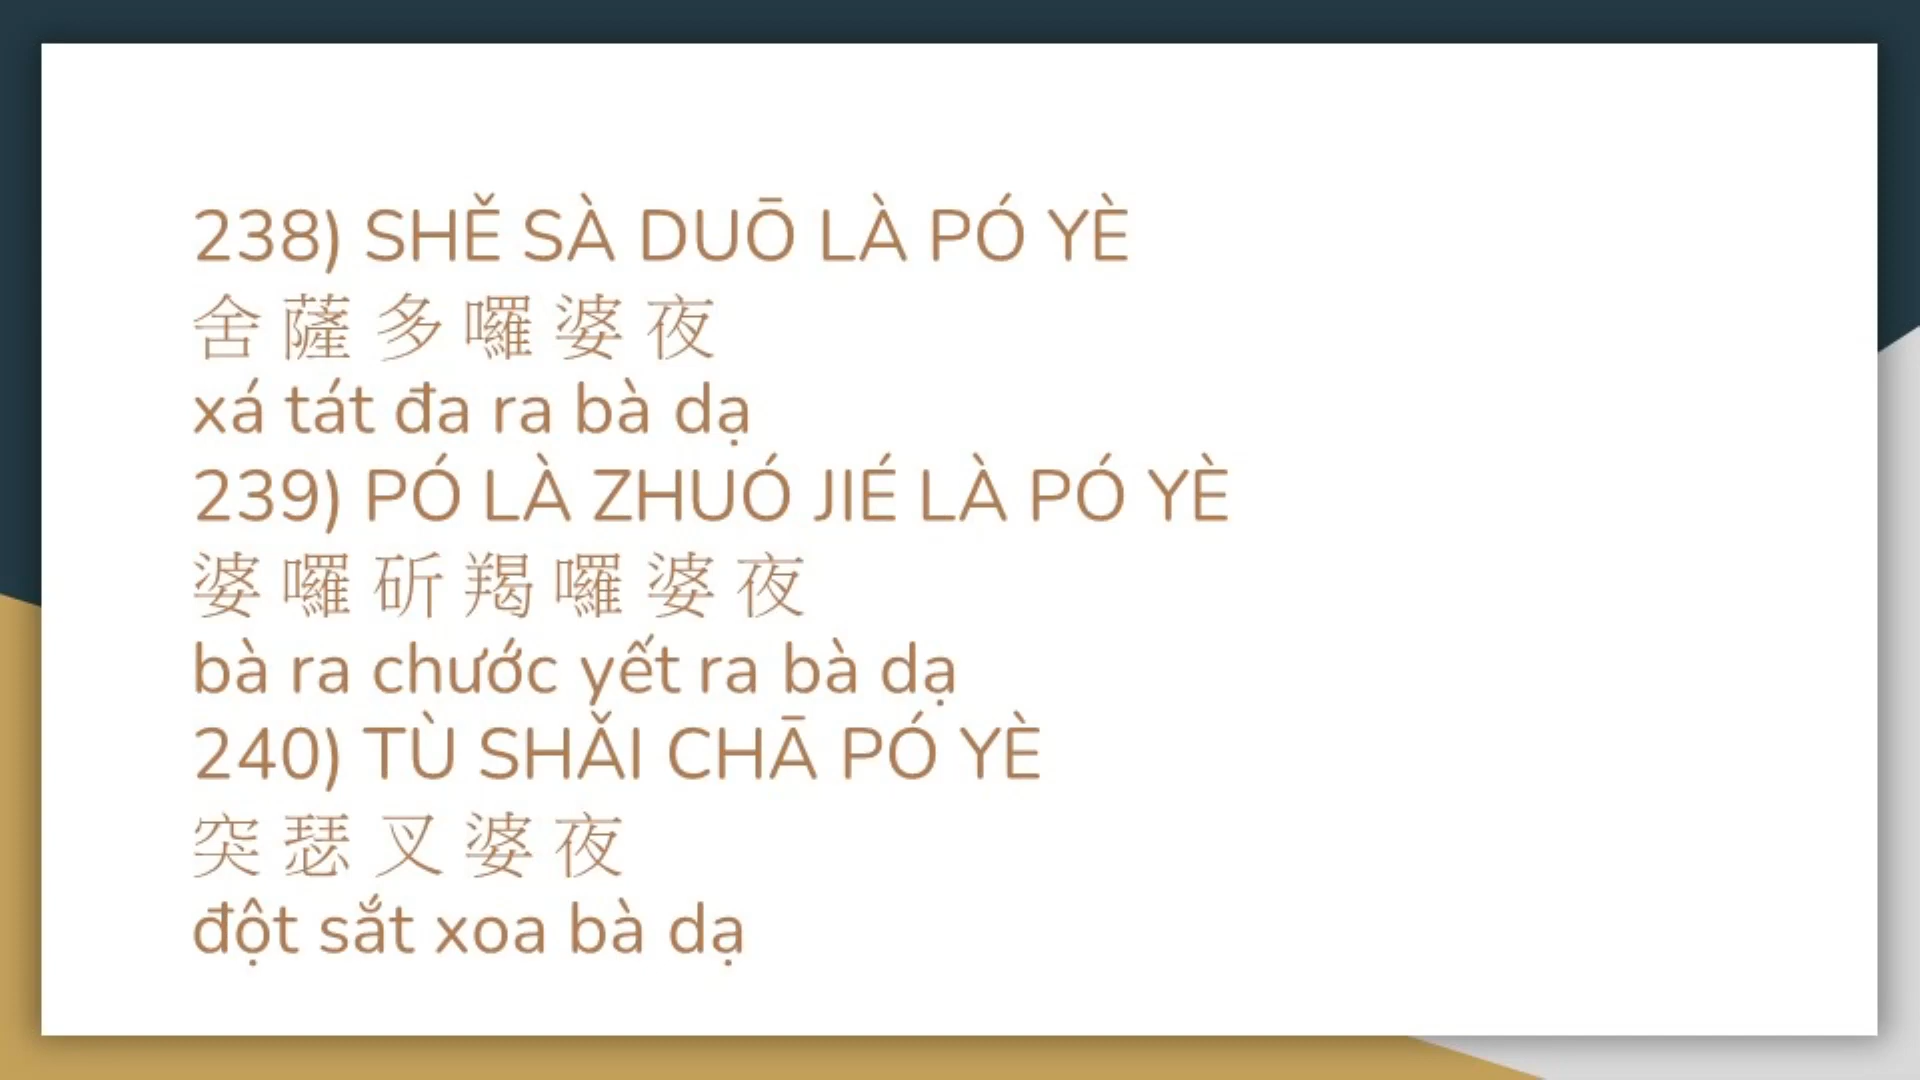 238) SHĚ SÀ DUŌ LÀ PÓ YÈ
舍 薩 多 囉 婆 夜
xá tát đa ra bà dạ
239) PÓ LÀ ZHUÓ JIÉ LÀ PÓ YÈ
婆 囉 斫 羯 囉 婆 夜
bà ra chước yết ra bà dạ
240) TÙ SHǍI CHĀ PÓ YÈ
突 瑟 叉 婆 夜
đột sắt xoa bà dạ